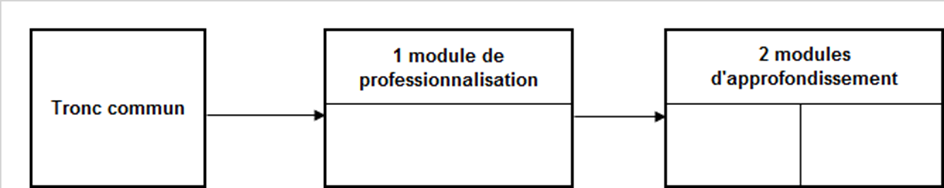 Tronc commun
1 module de
professionnalisation
2 modules
d'approfondissement